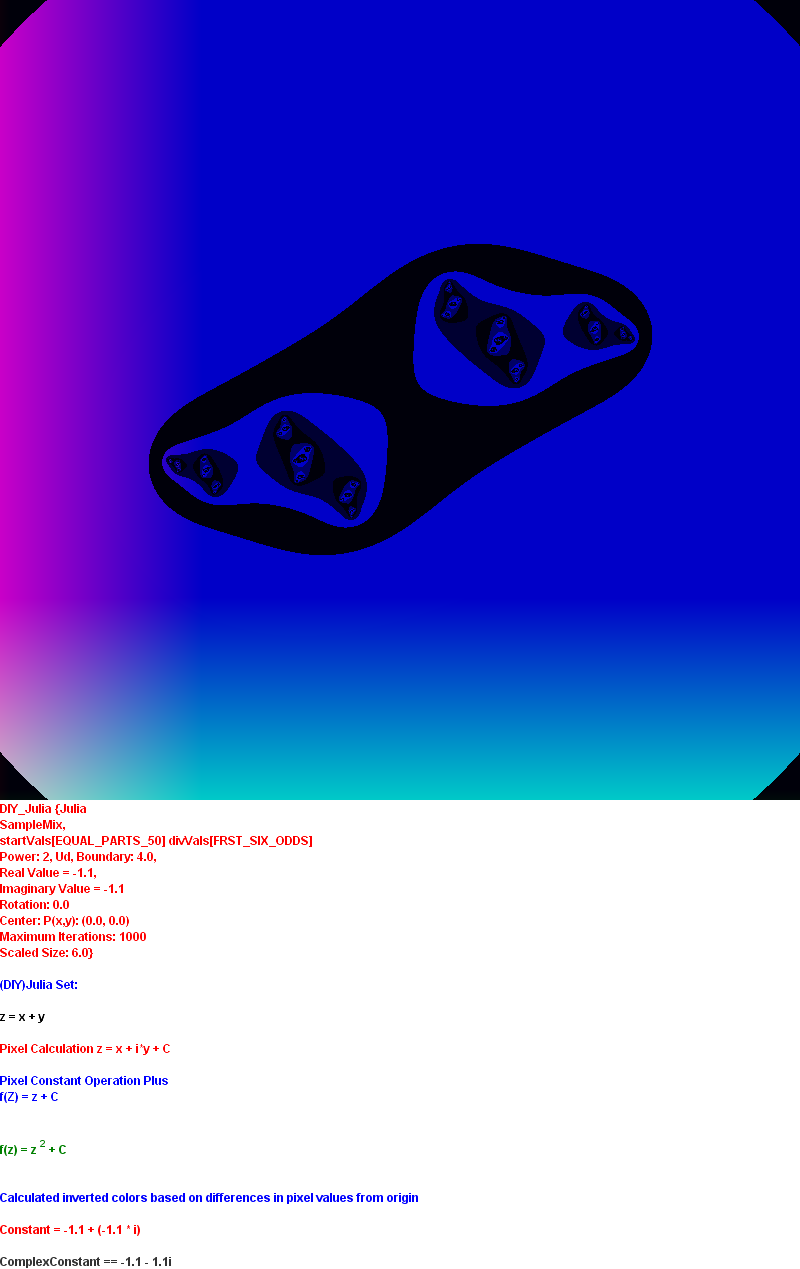 DIY_Julia {Julia
SampleMix,
startVals[EQUAL_PARTS_50] divVals[FRST_SIX_ODDS]
Power: 2, Ud, Boundary: 4.0,
Real Value = -1.1,
Imaginary Value = -1.1
Rotation: 0.0
Center: P(x,y): (0.0, 0.0)
Maximum Iterations: 1000
Scaled Size: 6.0}
(DIY)Julia Set:
z = x + y
Pixel Calculation z = x + i*y + C
Pixel Constant Operation Plus
f(Z) = z + C
f(z) = z 2 + C
Calculated inverted colors based on differences in pixel values from origin
Constant = -1.1 + (-1.1 * i)
ComplexConstant == -1.1 - 1.1i